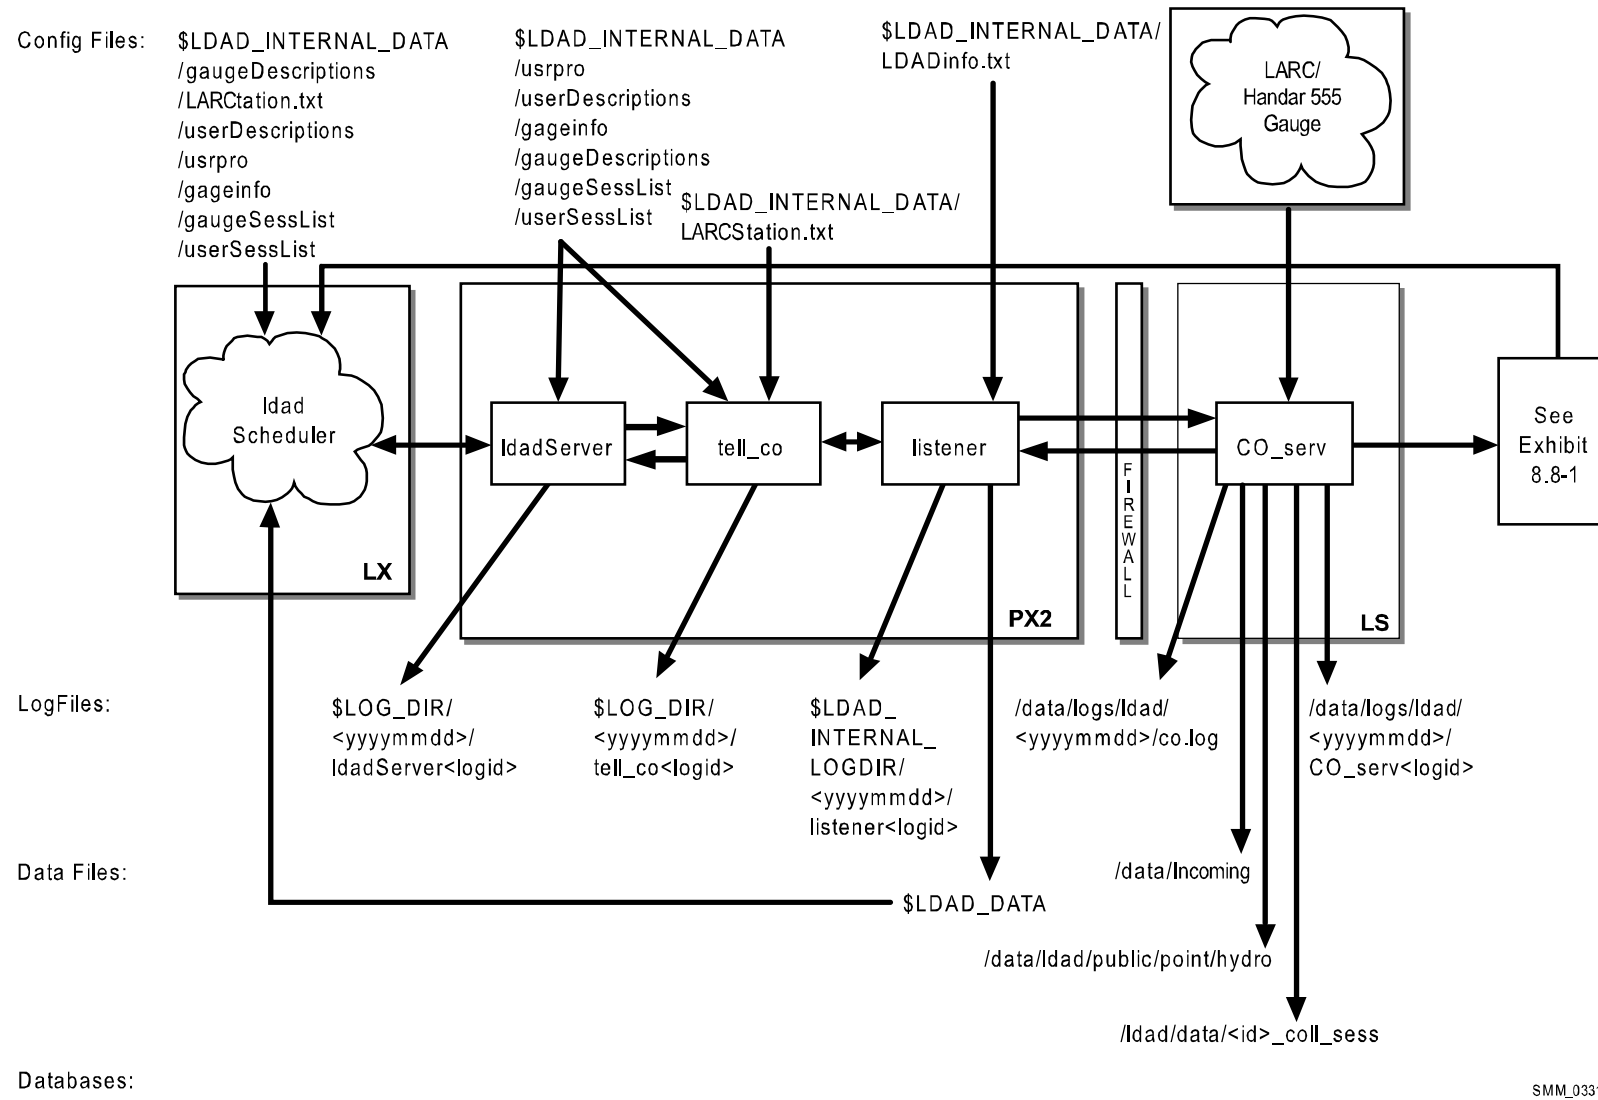 Config Files:
$LDAD_INTERNAL_DATA
/gaugeDescriptions
/LARCtation.txt
/userDescriptions
/usrpro
/gageinfo
/gaugeSessList
/userSessList
$LDAD_INTERNAL_DATA
/usrpro
/userDescriptions
/gageinfo
/gaugeDescriptions
/gaugeSessList
/userSessList
$LDAD_INTERNAL_DATA/
LARCStation.txt
$LDAD_INTERNAL_DATA/
LDADinfo.txt
LARC/
Handar 555
Gauge
ldad
Scheduler
LX
ldadServer
tell_co
listener
PX2
FIREWALL
CO_serv
LS
See
Exhibit
8.8-1
LogFiles:
$LOG_DIR/
<yyyymmdd>/
ldadServer<logid>
$LOG_DIR/
<yyyymmdd>/
tell_co<logid>
$LDAD_
INTERNAL_
LOGDIR/
<yyyymmdd>/
listener<logid>
/data/logs/ldad/
<yyyymmdd>/co.log
/data/logs/ldad/
<yyyymmdd>/
CO_serv<logid>
Data Files:
$LDAD_DATA
/data/Incoming
/data/ldad/public/point/hydro
/ldad/data/<id>_coll_sess
Databases:
SMM_0331